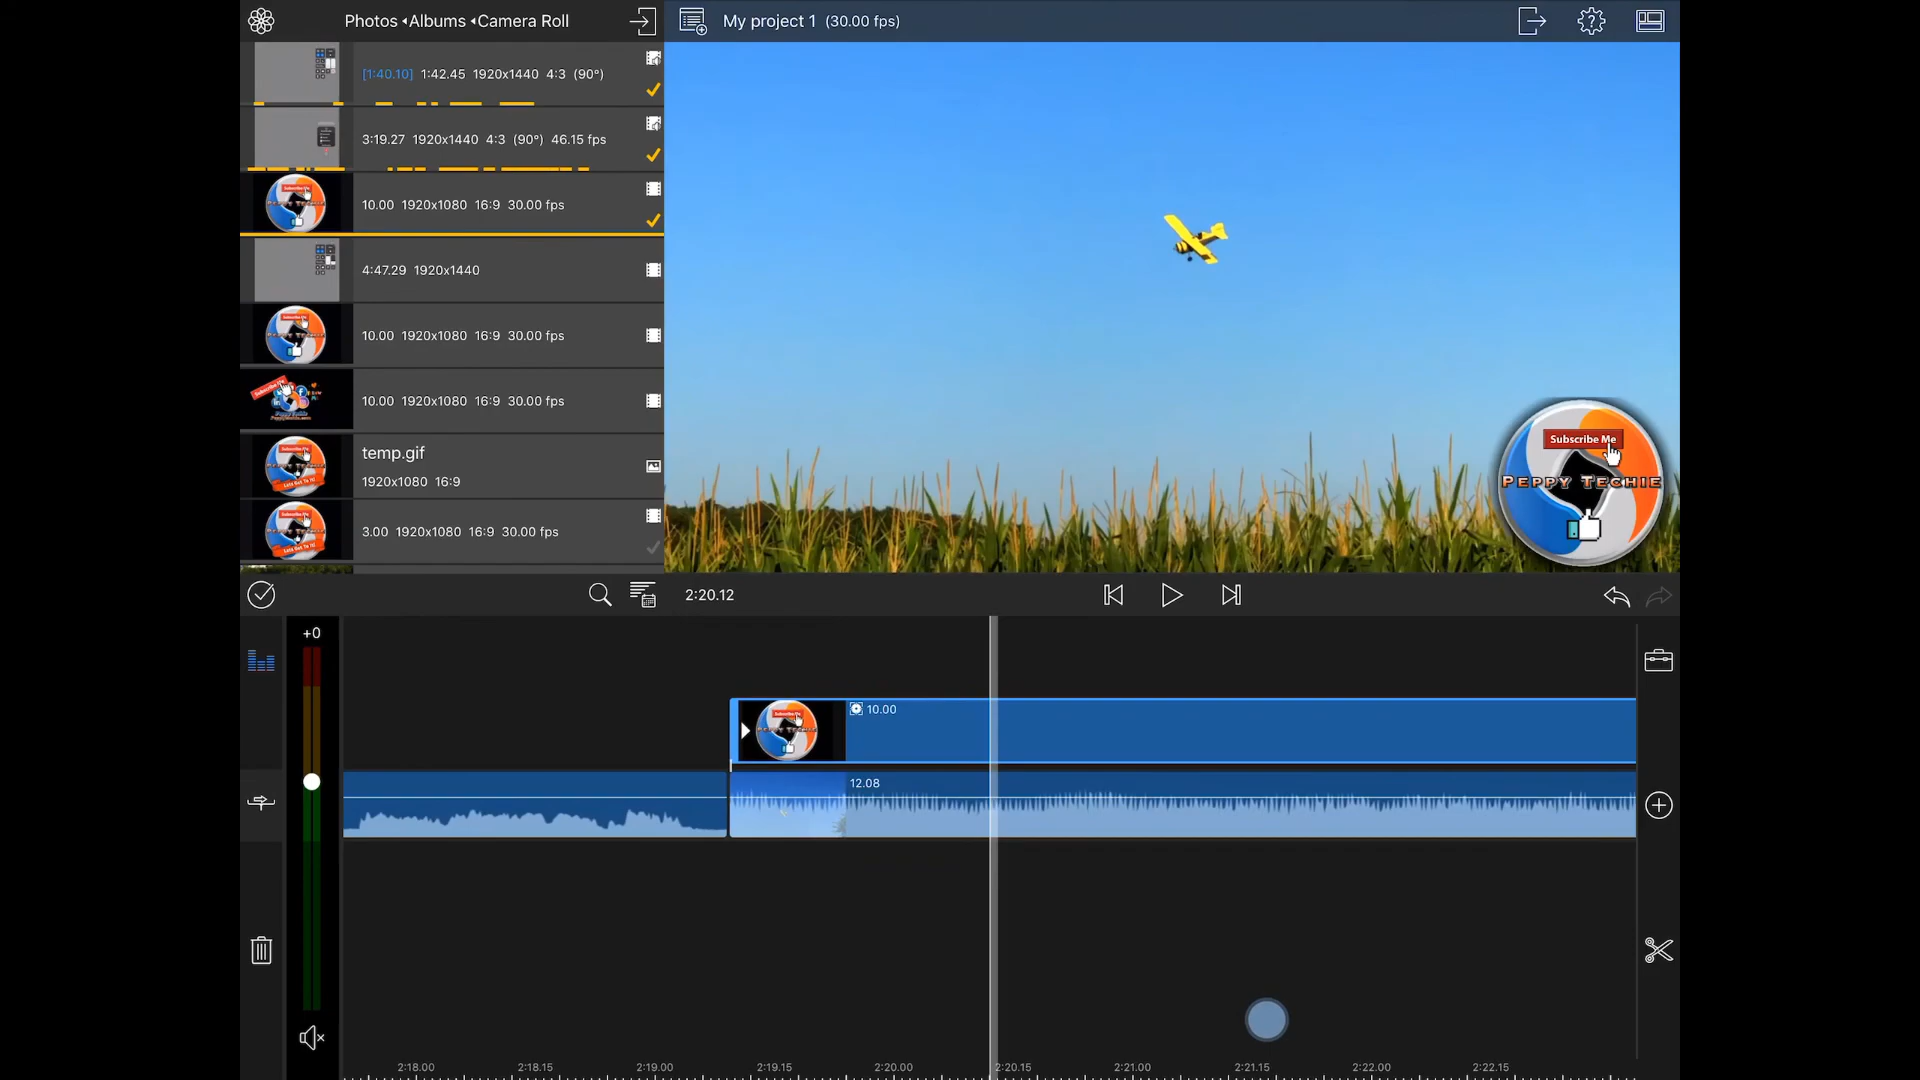 Photos Albums Camera Roll
My project 1 (30.00 fps)
[1:40.10] 1:42.45 1920x1440 4:3 (90°)
3:19.27 1920x1440 4:3 (90°) 46.15 fps
10.00 1920x1080 16:9 30.00 fps
4:47.29 1920x1440
10.00 1920x1080 16:9 30.00 fps
10.00 1920x1080 16:9 30.00 fps
temp.gif
1920x1080 16:9
3.00 1920x1080 16:9 30.00 fps
Subscribe Me
PEPPY TECHIE
2:20.12
+0
10.00
12.08
2:18.00 2:18.15 2:19.00 2:19.15 2:20.00 2:20.15 2:21.00 2:21.15 2:22.00 2:22.15